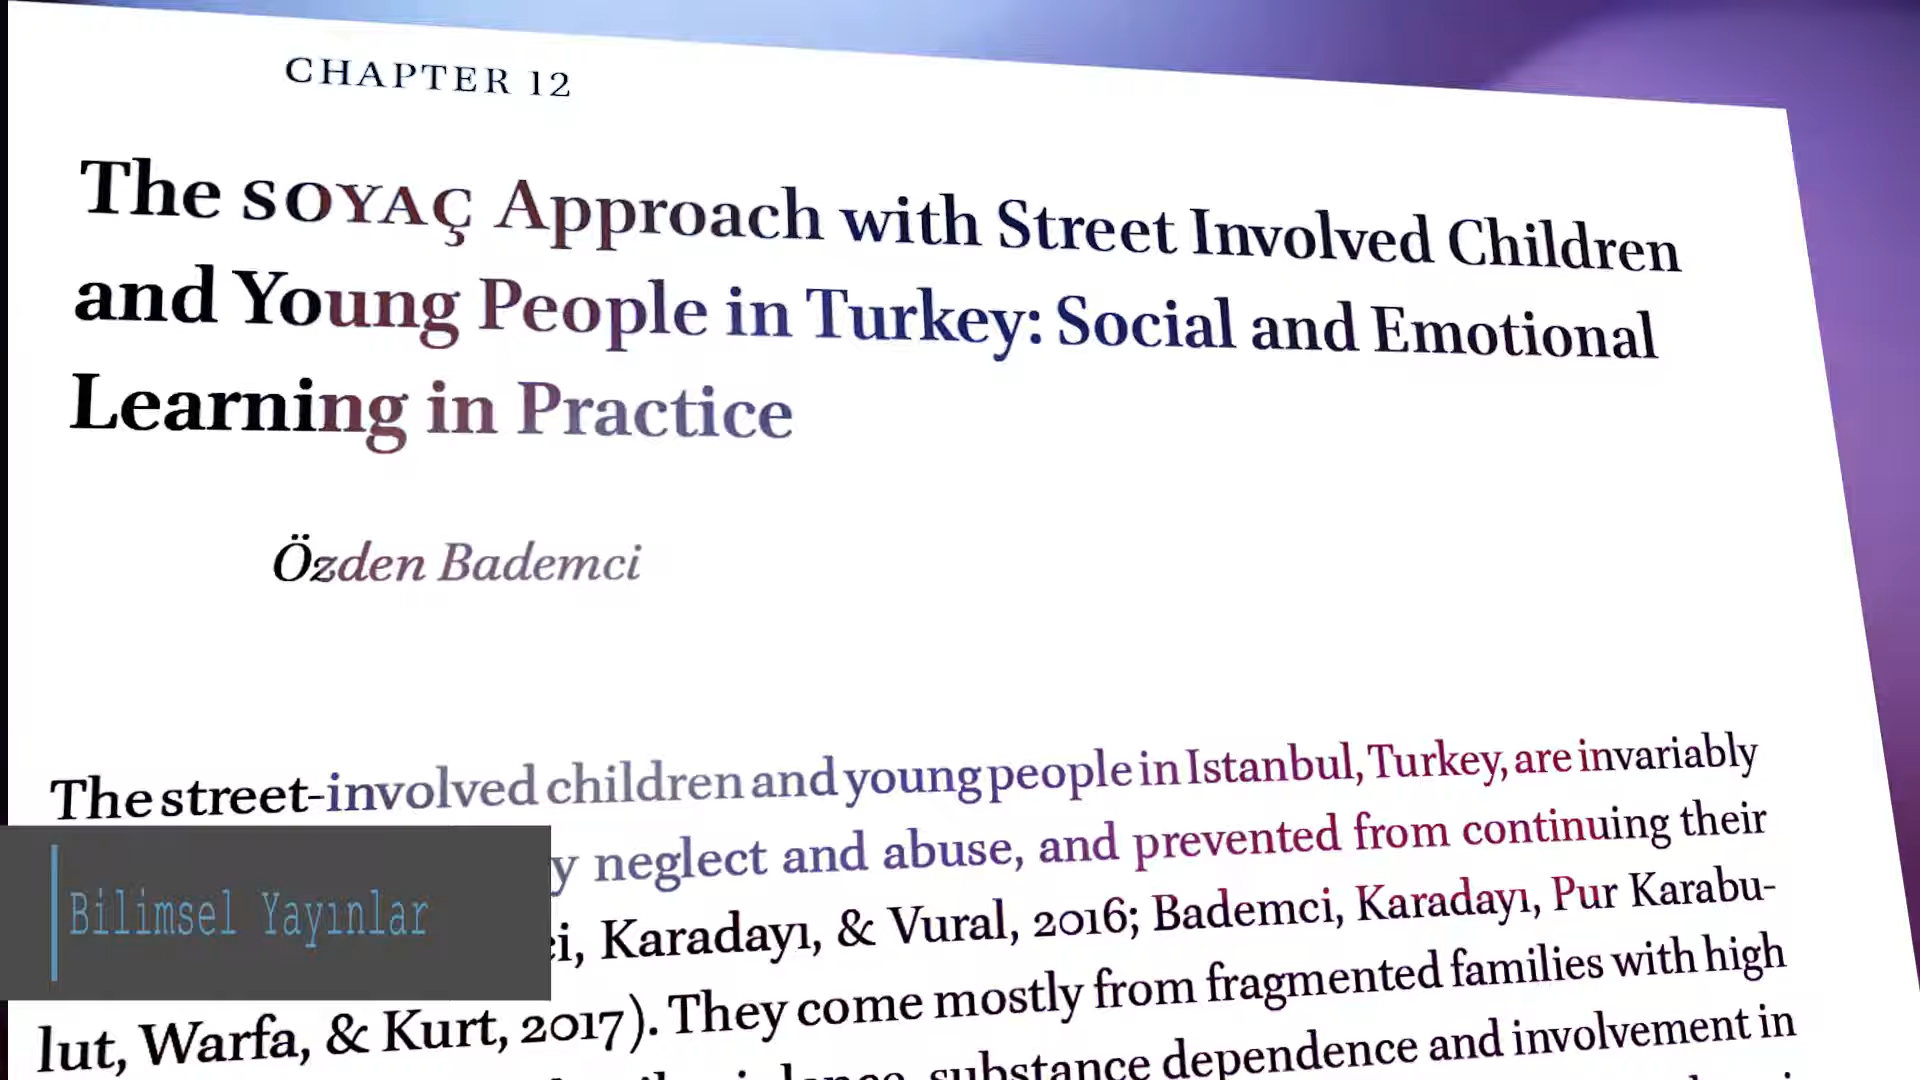 CHAPTER 12
The SOYAÇ Approach with Street Involved Children
and Young People in Turkey: Social and Emotional
Learning in Practice
Özden Bademci
The street-involved children and young people in Istanbul, Turkey, are invariably
neglect and abuse, and prevented from continuing their
Karadayı, & Vural, 2016; Bademci, Karadayı, Pur Karabu-
lut, Warfa, & Kurt, 2017). They come mostly from fragmented families with high
substance dependence and involvement in
Bilimsel Yayınlar